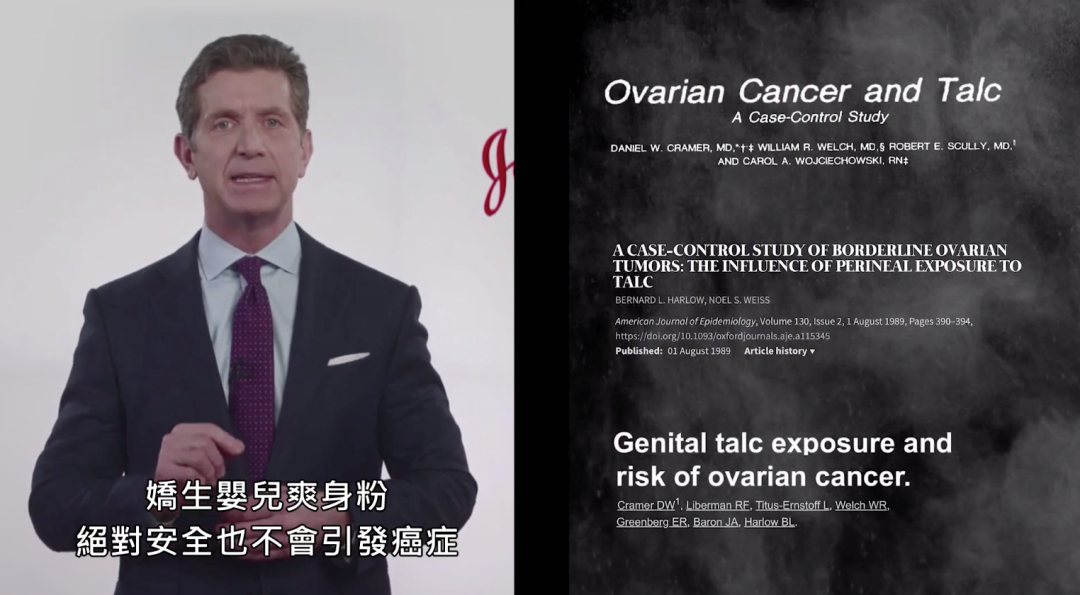 J
嬌生嬰兒爽身粉
絕對安全也不會引發癌症
Ovarian Cancer and Talc
A Case-Control Study
DANIEL W. CRAMER, MD,*†‡ WILLIAM R. WELCH, MD,§ ROBERT E. SCULLY, MD,¹
AND CAROL A. WOJCIECHOWSKI, RN‡
A CASE-CONTROL STUDY OF BORDERLINE OVARIAN
TUMORS: THE INFLUENCE OF PERINEAL EXPOSURE TO
TALC
BERNARD L. HARLOW, NOEL S. WEISS
American Journal of Epidemiology, Volume 130, Issue 2, 1 August 1989, Pages 390–394,
https://doi.org/10.1093/oxfordjournals.aje.a115345
Published: 01 August 1989 Article history ▾
Genital talc exposure and
risk of ovarian cancer.
Cramer DW¹, Liberman RF, Titus-Ernstoff L, Welch WR,
Greenberg ER, Baron JA, Harlow BL.